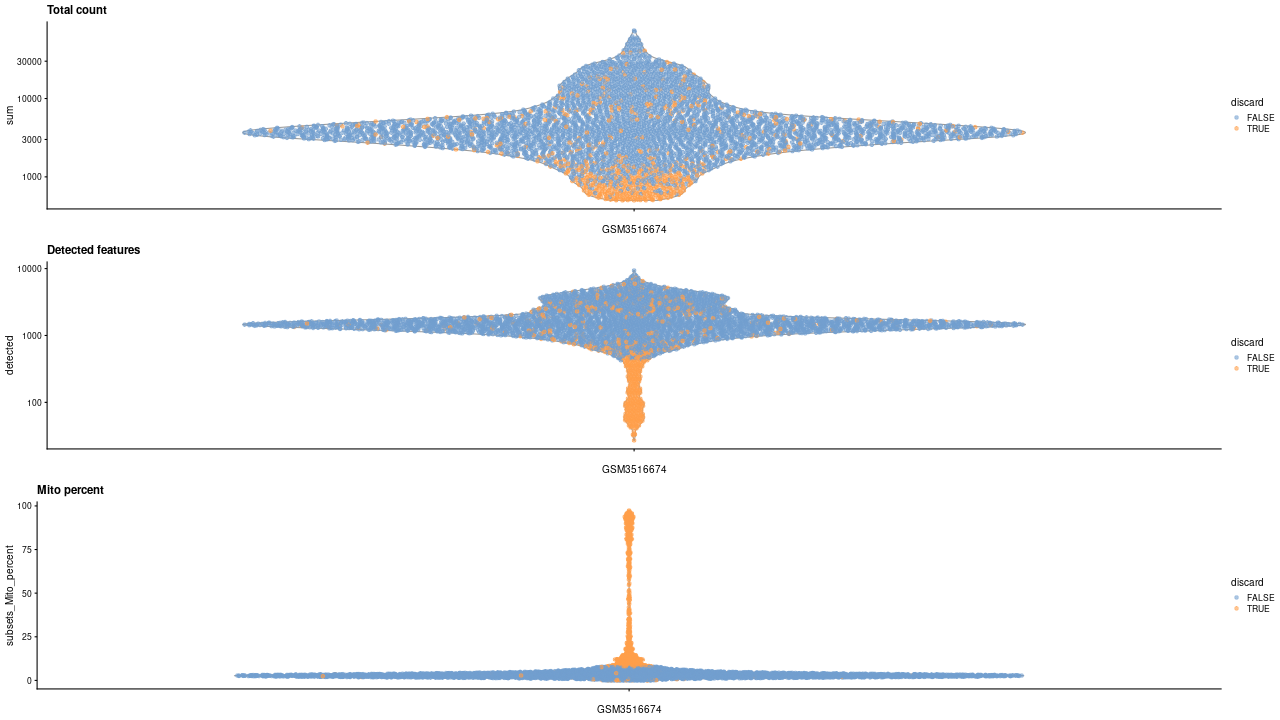 Total count
sum
30000
10000
3000
1000
GSM3516674
discard
FALSE
TRUE
Detected features
detected
10000
1000
100
GSM3516674
discard
FALSE
TRUE
Mito percent
subsets_Mito_percent
100
75
50
25
0
GSM3516674
discard
FALSE
TRUE